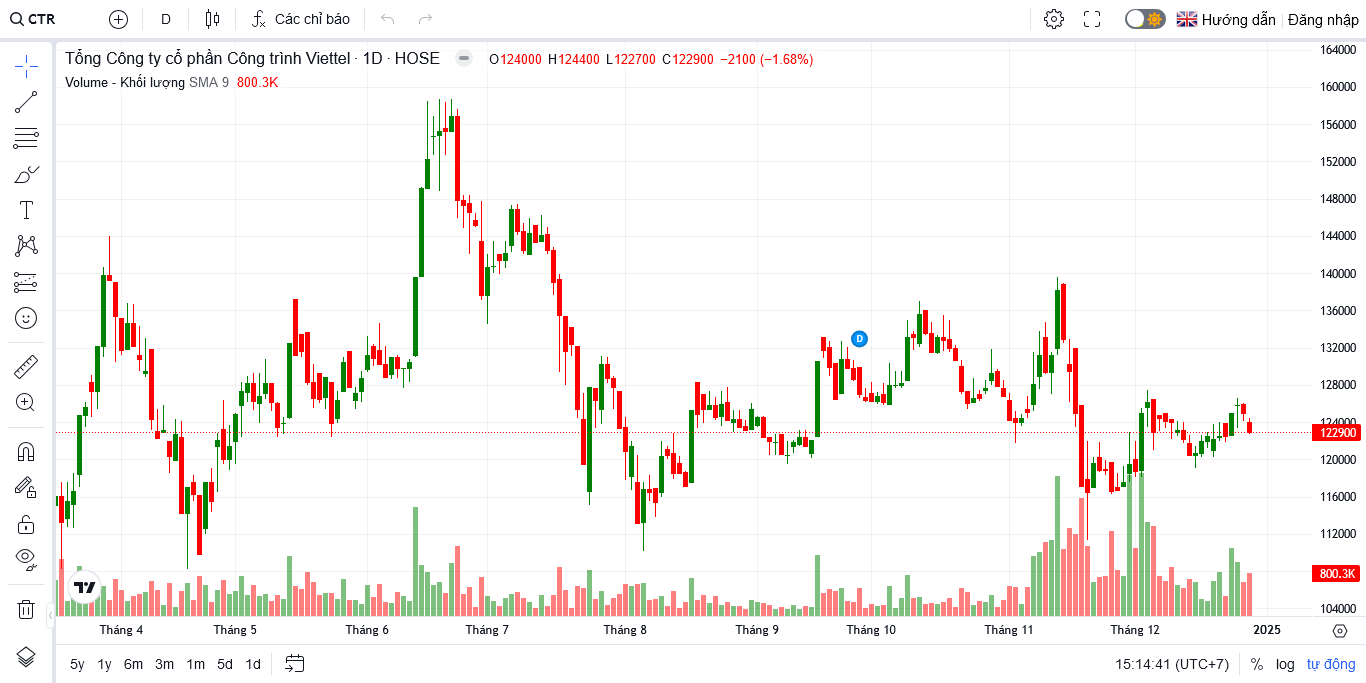 CTR D Các chỉ báo Hướng dẫn Đăng nhập
Tổng Công ty cổ phần Công trình Viettel · 1D · HOSE O124000 H124400 L122700 C122900 −2100 (−1.68%)
Volume - Khối lượng SMA 9 800.3K
164000
160000
156000
152000
148000
144000
140000
136000
132000
128000
124000
122900
120000
116000
112000
800.3K
104000
D
Tháng 4 Tháng 5 Tháng 6 Tháng 7 Tháng 8 Tháng 9 Tháng 10 Tháng 11 Tháng 12 2025
5y 1y 6m 3m 1m 5d 1d 15:14:41 (UTC+7) % log tự động